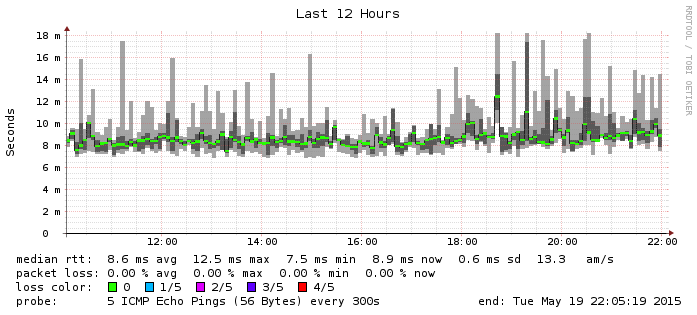 Last 12 Hours
RRDTOOL / TOBI OETIKER
Seconds
18 m
16 m
14 m
12 m
10 m
8 m
6 m
4 m
2 m
0
12:00 14:00 16:00 18:00 20:00 22:00
median rtt: 8.6 ms avg 12.5 ms max 7.5 ms min 8.9 ms now 0.6 ms sd 13.3 am/s
packet loss: 0.00 % avg 0.00 % max 0.00 % min 0.00 % now
loss color: 0 1/5 2/5 3/5 4/5
probe: 5 ICMP Echo Pings (56 Bytes) every 300s end: Tue May 19 22:05:19 2015